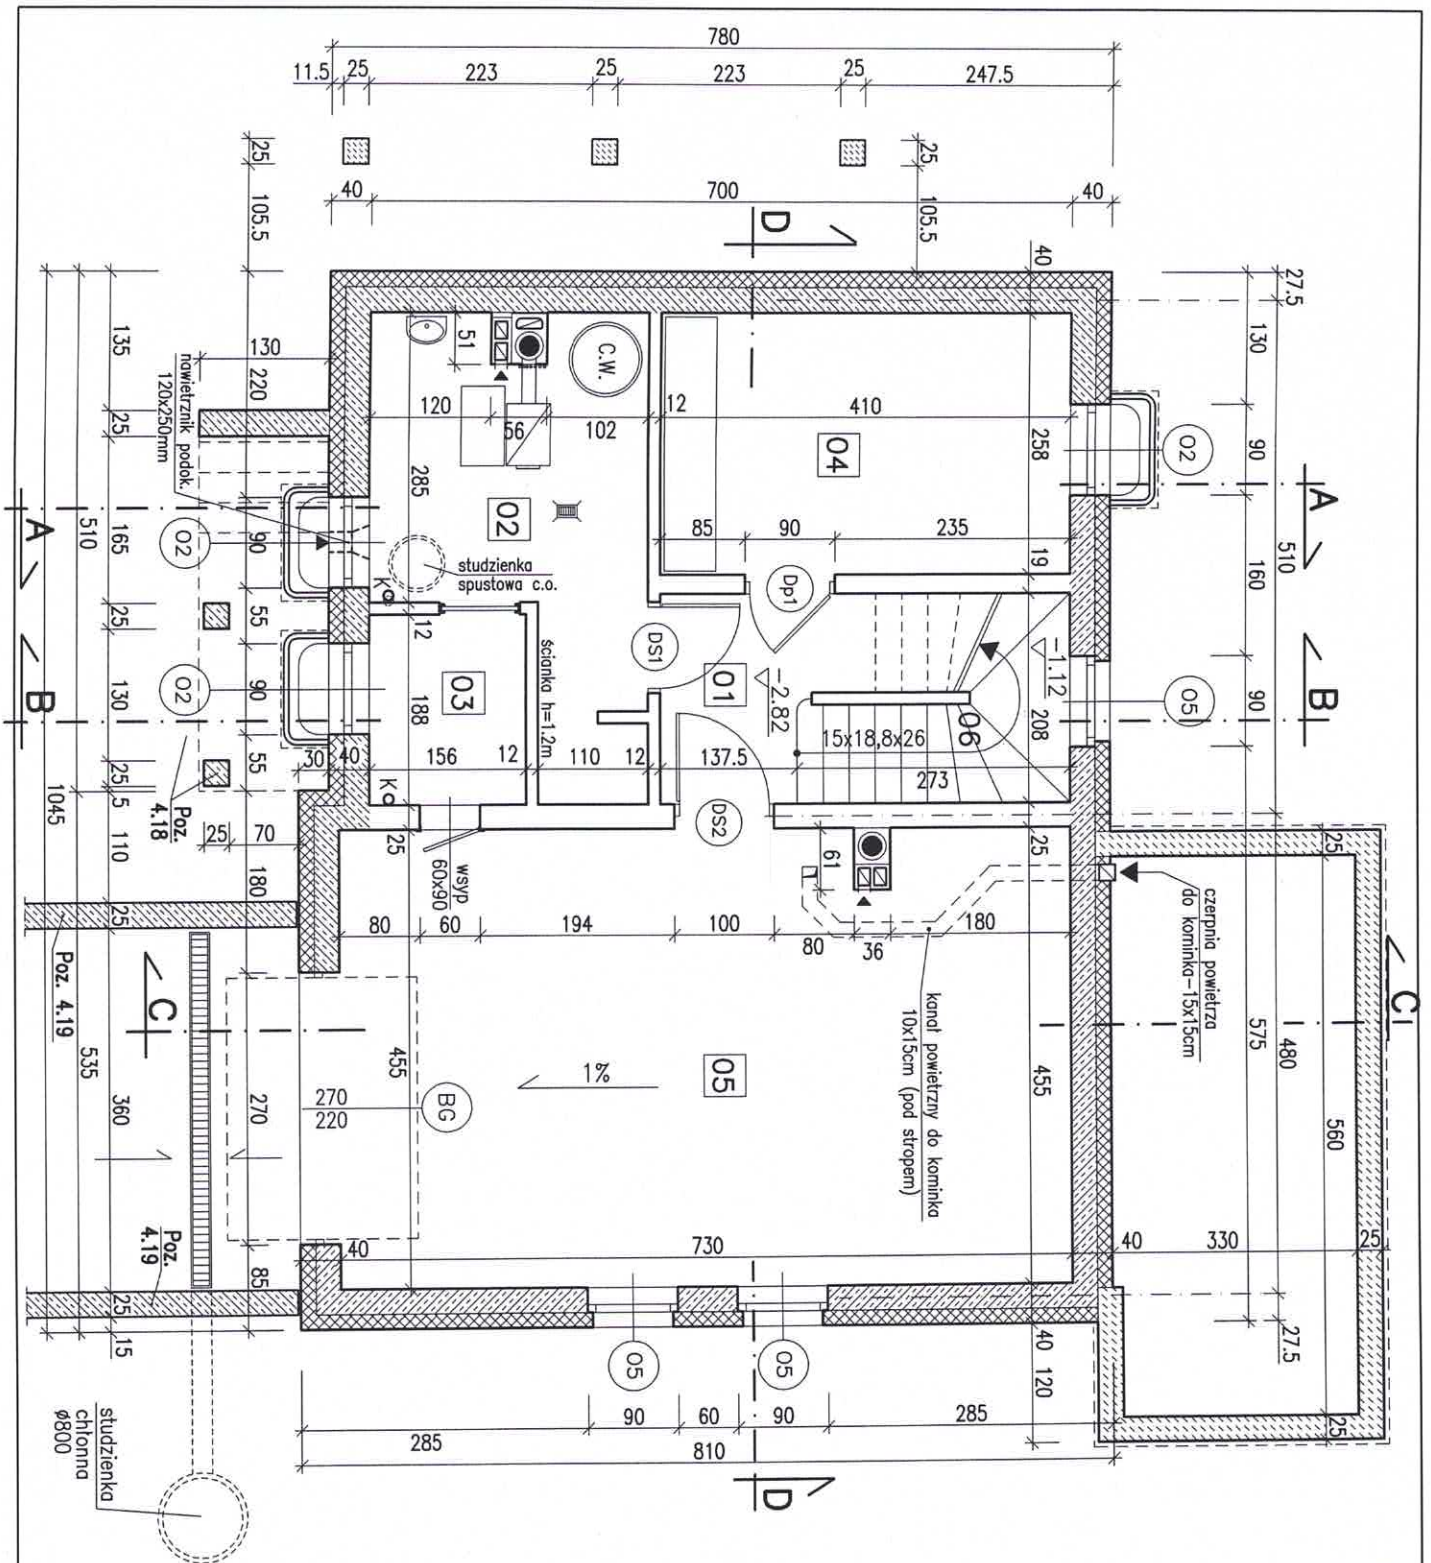 780
11.5
25
223
25
223
25
247.5
25
105.5
40
700
40
25
105.5
D
40
27.5
130
90
160
90
510
A
B
O2
O5
135
25
165
25
130
25
5
110
25
360
25
15
510
535
1045
130
220
90
55
90
55
180
270
85
nawietrznik podok.
120x250mm
51
C.W.
120
56
102
12
410
258
285
04
02
studzienka
spustowa c.o.
85
90
235
19
Dp1
A
B
O2
O2
K
12
03
188
ścianka h=1.2m
DS1
01
-2.82
-1.12
208
06
15x18,8x26
273
30
40
156
12
110
12
137.5
K
DS2
25
wsyp
60x90
61
25
Poz.
4.18
25
70
80
60
194
100
80
36
180
czerpnia powietrza
do kominka-15x15cm
kanał powietrzny do kominka
10x15cm (pod stropem)
25
575
480
560
C
C
Poz. 4.19
455
05
1%
455
270
220
BG
Poz.
4.19
40
730
40
330
25
27.5
25
O5
O5
40
120
285
90
60
90
285
810
D
studzienka
chłonna
ø800